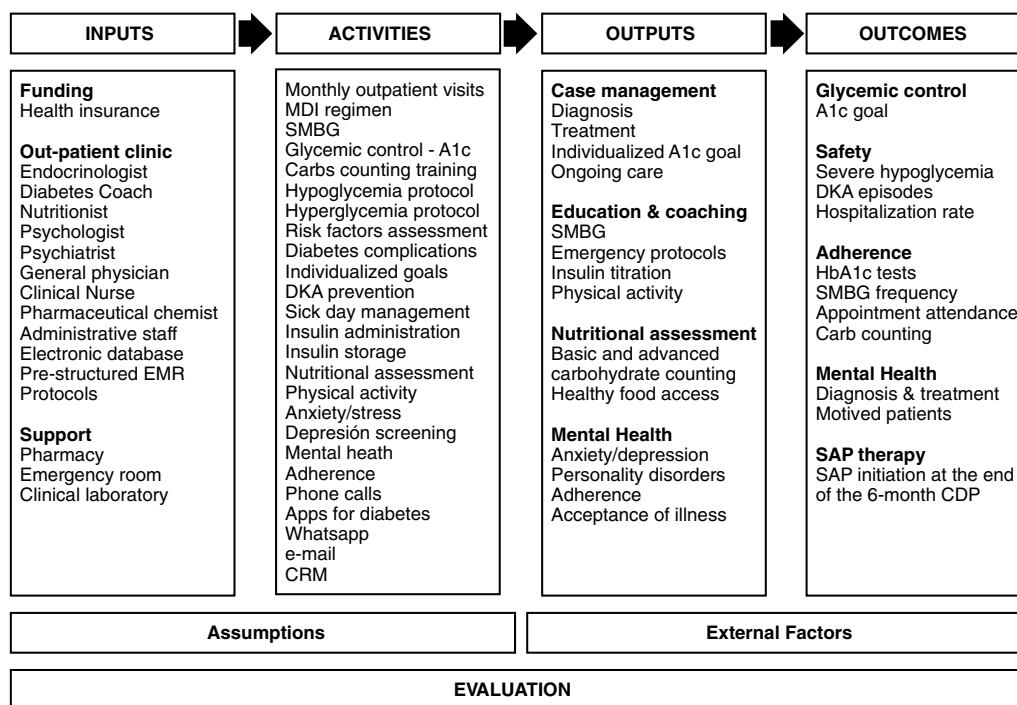 INPUTS
ACTIVITIES
OUTPUTS
OUTCOMES
Funding
Health insurance
Out-patient clinic
Endocrinologist
Diabetes Coach
Nutritionist
Psychologist
Psychiatrist
General physician
Clinical Nurse
Pharmaceutical chemist
Administrative staff
Electronic database
Pre-structured EMR
Protocols
Support
Pharmacy
Emergency room
Clinical laboratory
Monthly outpatient visits
MDI regimen
SMBG
Glycemic control - A1c
Carbs counting training
Hypoglycemia protocol
Hyperglycemia protocol
Risk factors assessment
Diabetes complications
Individualized goals
DKA prevention
Sick day management
Insulin administration
Insulin storage
Nutritional assessment
Physical activity
Anxiety/stress
Depresión screening
Mental heath
Adherence
Phone calls
Apps for diabetes
Whatsapp
e-mail
CRM
Case management
Diagnosis
Treatment
Individualized A1c goal
Ongoing care
Education & coaching
SMBG
Emergency protocols
Insulin titration
Physical activity
Nutritional assessment
Basic and advanced
carbohydrate counting
Healthy food access
Mental Health
Anxiety/depression
Personality disorders
Adherence
Acceptance of illness
Glycemic control
A1c goal
Safety
Severe hypoglycemia
DKA episodes
Hospitalization rate
Adherence
HbA1c tests
SMBG frequency
Appointment attendance
Carb counting
Mental Health
Diagnosis & treatment
Motived patients
SAP therapy
SAP initiation at the end
of the 6-month CDP
Assumptions
External Factors
EVALUATION